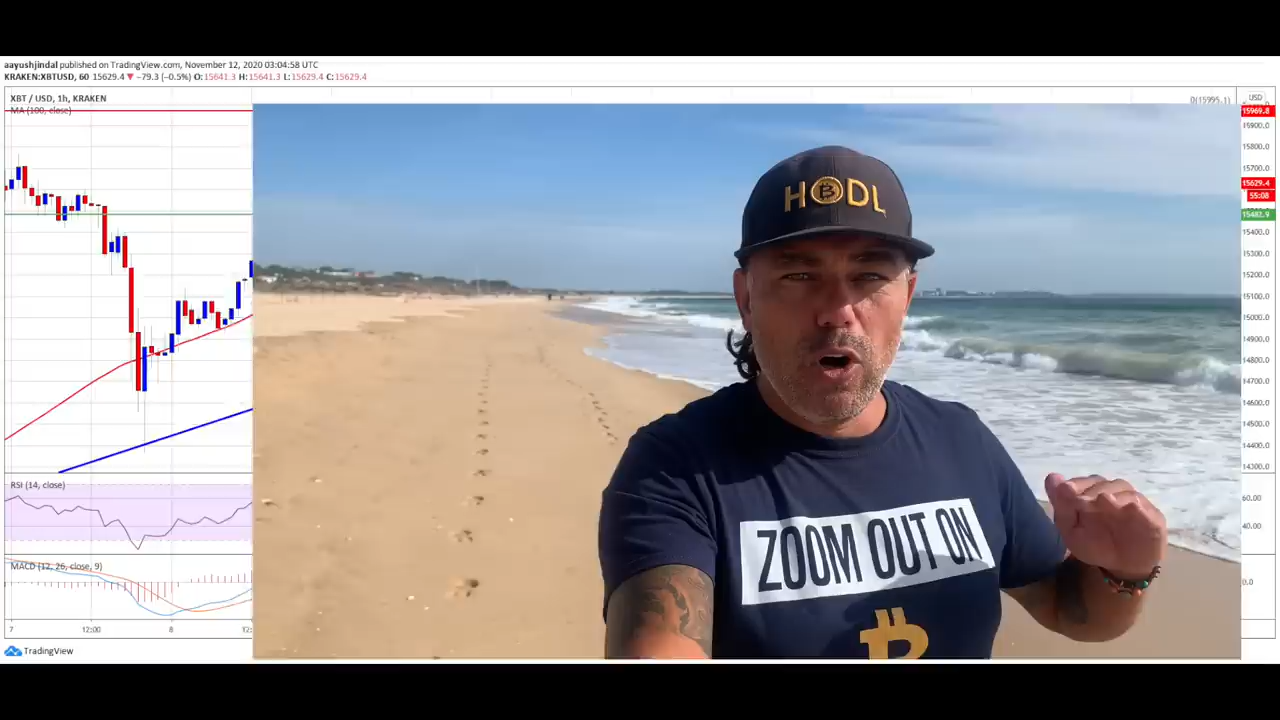 aayushjindal published on TradingView.com, November 12, 2020 03:04:58 UTC
KRAKEN:XBTUSD, 60 15629.4 ▼ −79.3 (−0.5%) O:15641.3 H:15641.3 L:15629.4 C:15629.4
XBT / USD, 1h, KRAKEN
MA (100, close)
0(15995.1)
USD
15969.8
15900.0
15800.0
15700.0
15629.4
55:08
15482.9
15400.0
15300.0
15200.0
15100.0
15000.0
14900.0
14800.0
14700.0
14600.0
14500.0
14400.0
14300.0
HODL
ZOOM OUT ON
RSI (14, close)
60.00
40.00
MACD (12, 26, close, 9)
0.0
7 12:00 8 12:
TradingView